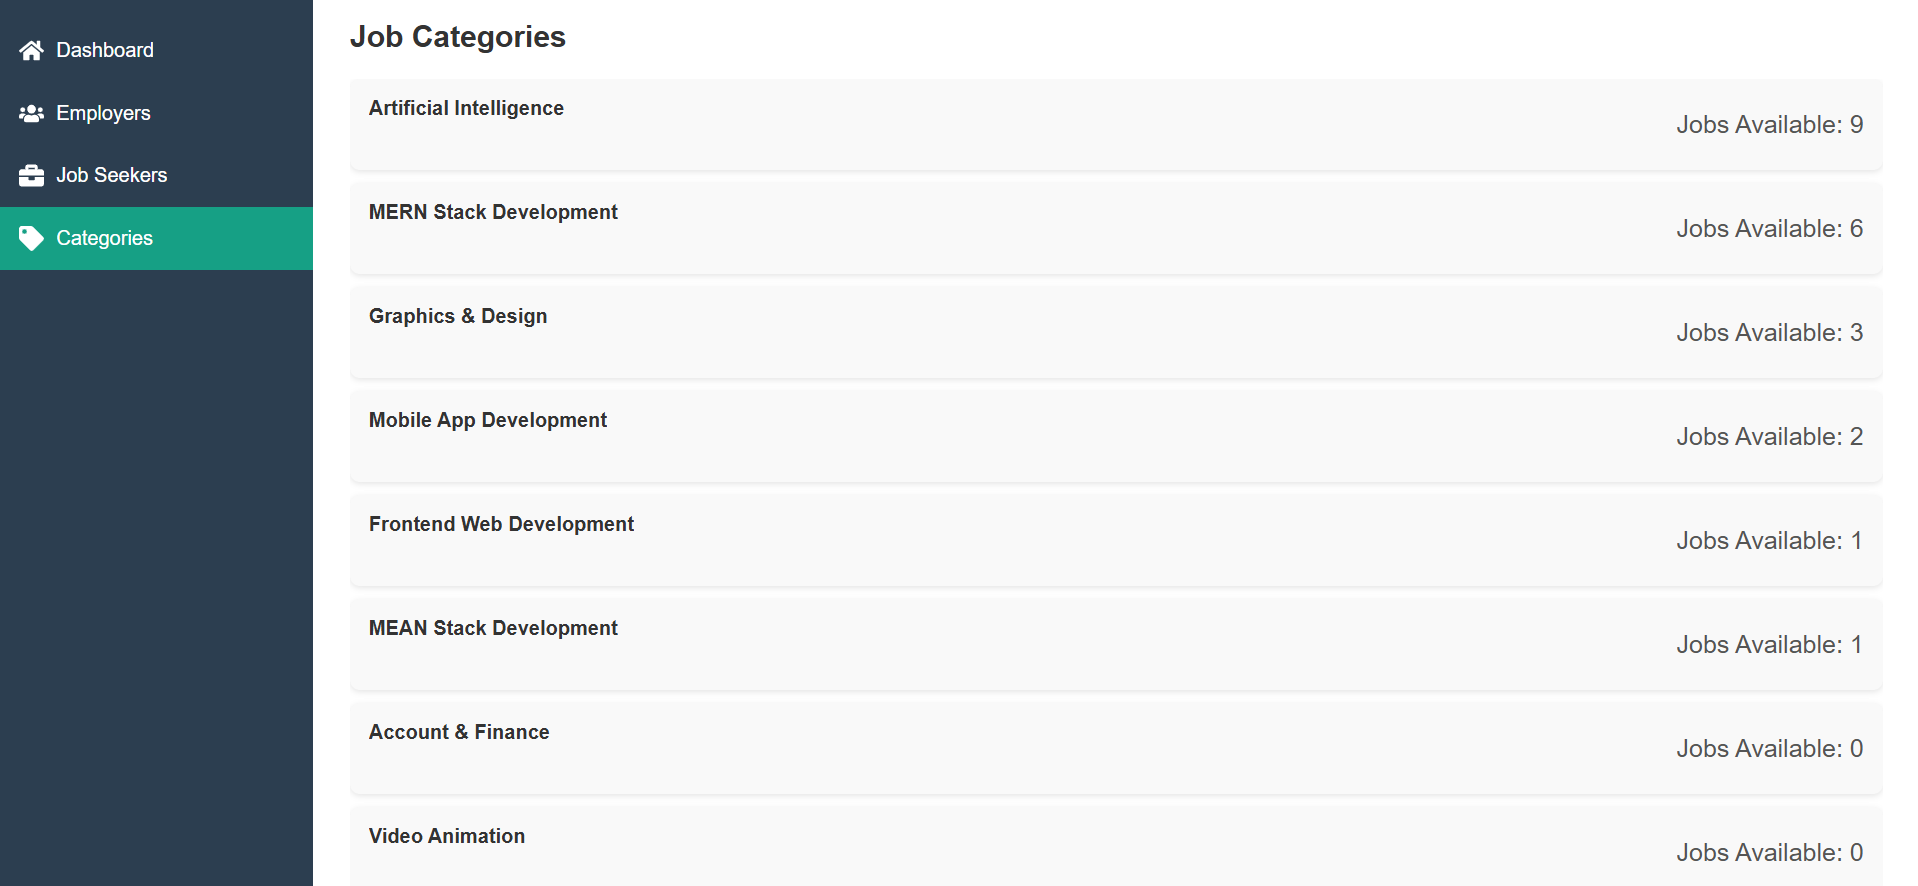 Dashboard
Employers
Job Seekers
Categories
Job Categories
Artificial Intelligence
Jobs Available: 9
MERN Stack Development
Jobs Available: 6
Graphics & Design
Jobs Available: 3
Mobile App Development
Jobs Available: 2
Frontend Web Development
Jobs Available: 1
MEAN Stack Development
Jobs Available: 1
Account & Finance
Jobs Available: 0
Video Animation
Jobs Available: 0